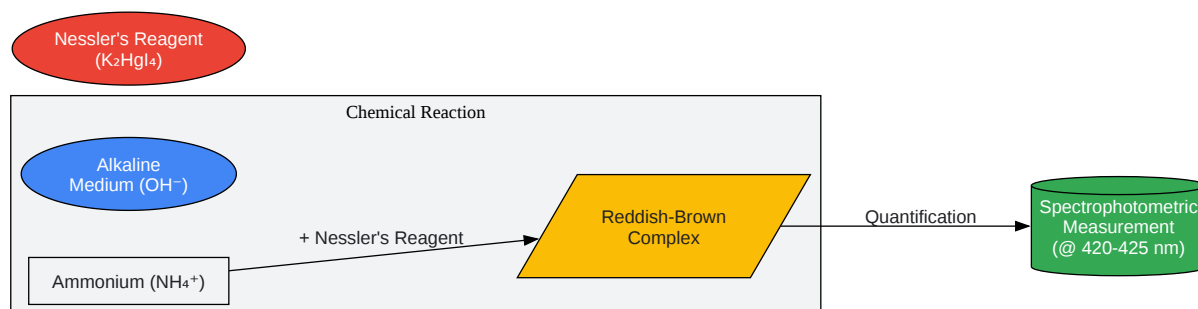 Nessler's Reagent
(K₂HgI₄)
Chemical Reaction
Alkaline
Medium (OH⁻)
Ammonium (NH₄⁺)
+ Nessler's Reagent
Reddish-Brown
Complex
Quantification
Spectrophotometric
Measurement
(@ 420-425 nm)